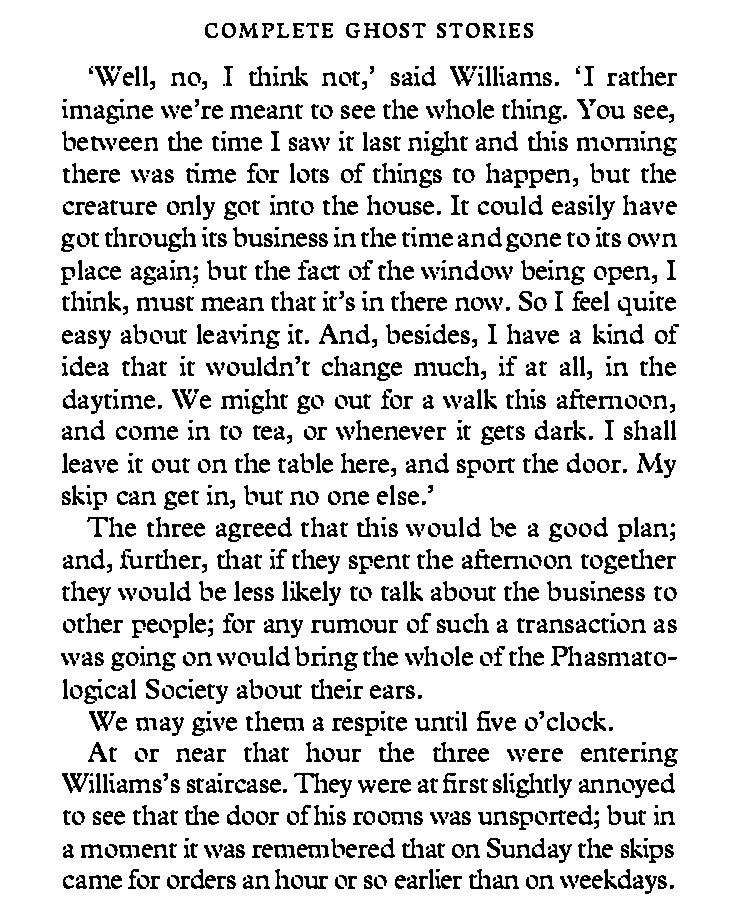 COMPLETE GHOST STORIES
‘Well, no, I think not,’ said Williams. ‘I rather
imagine we’re meant to see the whole thing. You see,
between the time I saw it last night and this morning
there was time for lots of things to happen, but the
creature only got into the house. It could easily have
got through its business in the time and gone to its own
place again; but the fact of the window being open, I
think, must mean that it’s in there now. So I feel quite
easy about leaving it. And, besides, I have a kind of
idea that it wouldn’t change much, if at all, in the
daytime. We might go out for a walk this afternoon,
and come in to tea, or whenever it gets dark. I shall
leave it out on the table here, and sport the door. My
skip can get in, but no one else.’
The three agreed that this would be a good plan;
and, further, that if they spent the afternoon together
they would be less likely to talk about the business to
other people; for any rumour of such a transaction as
was going on would bring the whole of the Phasmato-
logical Society about their ears.
We may give them a respite until five o’clock.
At or near that hour the three were entering
Williams’s staircase. They were at first slightly annoyed
to see that the door of his rooms was unsported; but in
a moment it was remembered that on Sunday the skips
came for orders an hour or so earlier than on weekdays.